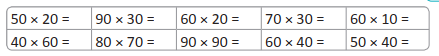 50 × 20 = 90 × 30 = 60 × 20 = 70 × 30 = 60 × 10 =
40 × 60 = 80 × 70 = 90 × 90 = 60 × 40 = 50 × 40 =